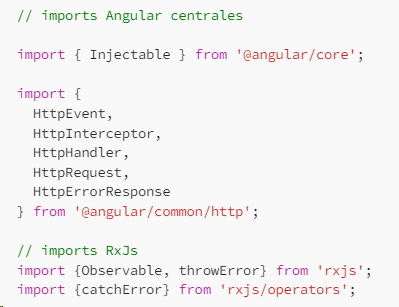 // imports Angular centrales
import { Injectable } from '@angular/core';
import {
HttpEvent,
HttpInterceptor,
HttpHandler,
HttpRequest,
HttpErrorResponse
} from '@angular/common/http';
// imports RxJs
import {Observable, throwError} from 'rxjs';
import {catchError} from 'rxjs/operators';